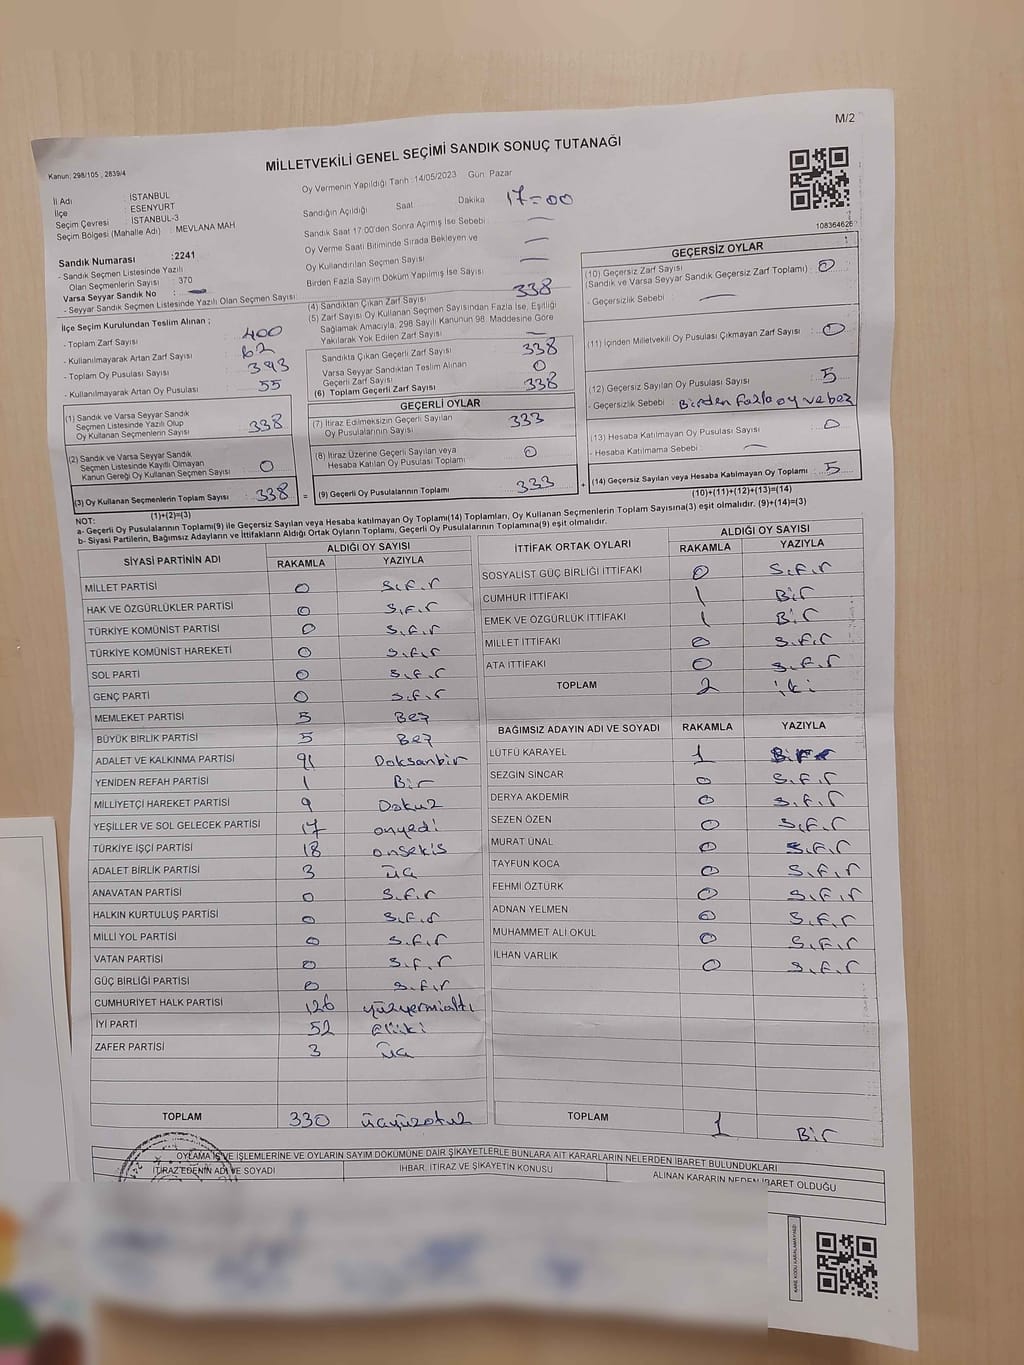 M/2
Kanun; 298/105 , 2839/4
MİLLETVEKİLİ GENEL SEÇİMİ SANDIK SONUÇ TUTANAĞI
İl Adı : İSTANBUL
İlçe : ESENYURT
Seçim Çevresi : İSTANBUL-3
Seçim Bölgesi (Mahalle Adı) : MEVLANA MAH
Sandık Numarası :2241
- Sandık Seçmen Listesinde Yazılı
Olan Seçmenlerin Sayısı : 370
Varsa Seyyar Sandık No : —
- Seyyar Sandık Seçmen Listesinde Yazılı Olan Seçmen Sayısı:
İlçe Seçim Kurulundan Teslim Alınan ;
- Toplam Zarf Sayısı : 400
- Kullanılmayarak Artan Zarf Sayısı : 62
- Toplam Oy Pusulası Sayısı : 393
- Kullanılmayarak Artan Oy Pusulası : 55
Oy Vermenin Yapıldığı Tarih :14/05/2023 Gün: Pazar
Sandığın Açıldığı Saat Dakika 17=00
Sandık Saat 17:00'den Sonra Açımış İse Sebebi —
Oy Verme Saati Bitiminde Sırada Bekleyen ve
Oy Kullandırılan Seçmen Sayısı —
Birden Fazla Sayım Döküm Yapılmış İse Sayısı —
(4) Sandıktan Çıkan Zarf Sayısı 338
(5) Zarf Sayısı Oy Kullanan Seçmen Sayısından Fazla İse, Eşitliği
Sağlamak Amacıyla, 298 Sayılı Kanunun 98. Maddesine Göre
Yakılarak Yok Edilen Zarf Sayısı —
Sandıkta Çıkan Geçerli Zarf Sayısı 338
Varsa Seyyar Sandıktan Teslim Alınan
Geçerli Zarf Sayısı 0
(6) Toplam Geçerli Zarf Sayısı 338
108364626
GEÇERSİZ OYLAR
(10) Geçersiz Zarf Sayısı
(Sandık ve Varsa Seyyar Sandık Geçersiz Zarf Toplamı) 0
- Geçersizlik Sebebi : —
(11) İçinden Milletvekili Oy Pusulası Çıkmayan Zarf Sayısı 0
(12) Geçersiz Sayılan Oy Pusulası Sayısı : 5
- Geçersizlik Sebebi : Birden fazla oy ve bez
(13) Hesaba Katılmayan Oy Pusulası Sayısı 0
- Hesaba Katılmama Sebebi : —
(14) Geçersiz Sayılan veya Hesaba Katılmayan Oy Toplamı 5
(10)+(11)+(12)+(13)=(14)
(1) Sandık ve Varsa Seyyar Sandık
Seçmen Listesinde Yazılı Olup
Oy Kullanan Seçmenlerin Sayısı : 338
(2) Sandık ve Varsa Seyyar Sandık
Seçmen Listesinde Kayıtlı Olmayan
Kanun Gereği Oy Kullanan Seçmen Sayısı : 0
(3) Oy Kullanan Seçmenlerin Toplam Sayısı : 338 =
(1)+(2)=(3)
GEÇERLİ OYLAR
(7) İtiraz Edilmeksizin Geçerli Sayılan
Oy Pusulalarının Sayısı : 333
(8) İtiraz Üzerine Geçerli Sayılan veya
Hesaba Katılan Oy Pusulası Toplamı : 0
(9) Geçerli Oy Pusulalarının Toplamı : 333 +
NOT:
a- Geçerli Oy Pusulalarının Toplamı(9) ile Geçersiz Sayılan veya Hesaba katılmayan Oy Toplamı(14) Toplamları, Oy Kullanan Seçmenlerin Toplam Sayısına(3) eşit olmalıdır. (9)+(14)=(3)
b- Siyasi Partilerin, Bağımsız Adayların ve İttifakların Aldığı Ortak Oyların Toplamı, Geçerli Oy Pusulalarının Toplamına(9) eşit olmalıdır.
SİYASİ PARTİNİN ADI ALDIĞI OY SAYISI
RAKAMLA YAZIYLA
MİLLET PARTİSİ 0 Sıfır
HAK VE ÖZGÜRLÜKLER PARTİSİ 0 Sıfır
TÜRKİYE KOMÜNİST PARTİSİ 0 Sıfır
TÜRKİYE KOMÜNİST HAREKETİ 0 Sıfır
SOL PARTİ 0 Sıfır
GENÇ PARTİ 0 Sıfır
MEMLEKET PARTİSİ 5 Beş
BÜYÜK BİRLİK PARTİSİ 5 Beş
ADALET VE KALKINMA PARTİSİ 91 Doksanbir
YENİDEN REFAH PARTİSİ 1 Bir
MİLLİYETÇİ HAREKET PARTİSİ 9 Dokuz
YEŞİLLER VE SOL GELECEK PARTİSİ 17 onyedi
TÜRKİYE İŞÇİ PARTİSİ 18 onsekis
ADALET BİRLİK PARTİSİ 3 üç
ANAVATAN PARTİSİ 0 Sıfır
HALKIN KURTULUŞ PARTİSİ 0 Sıfır
MİLLİ YOL PARTİSİ 0 Sıfır
VATAN PARTİSİ 0 Sıfır
GÜÇ BİRLİĞİ PARTİSİ 0 Sıfır
CUMHURİYET HALK PARTİSİ 126 yüzyermialtı
İYİ PARTİ 52 elliiki
ZAFER PARTİSİ 3 üç
TOPLAM 330 üçyüzotuz
İTTİFAK ORTAK OYLARI ALDIĞI OY SAYISI
RAKAMLA YAZIYLA
SOSYALİST GÜÇ BİRLİĞİ İTTİFAKI 0 Sıfır
CUMHUR İTTİFAKI 1 Bir
EMEK VE ÖZGÜRLÜK İTTİFAKI 1 Bir
MİLLET İTTİFAKI 0 Sıfır
ATA İTTİFAKI 0 Sıfır
TOPLAM 2 iki
BAĞIMSIZ ADAYIN ADI VE SOYADI RAKAMLA YAZIYLA
LÜTFÜ KARAYEL 1 Bir
SEZGİN SİNCAR 0 Sıfır
DERYA AKDEMİR 0 Sıfır
SEZEN ÖZEN 0 Sıfır
MURAT ÜNAL 0 Sıfır
TAYFUN KOCA 0 Sıfır
FEHMİ ÖZTÜRK 0 Sıfır
ADNAN YELMEN 0 Sıfır
MUHAMMET ALİ OKUL 0 Sıfır
İLHAN VARLIK 0 Sıfır
TOPLAM 1 Bir
OYLAMA İŞ VE İŞLEMLERİNE VE OYLARIN SAYIM DÖKÜMÜNE DAİR ŞİKAYETLERLE BUNLARA AİT KARARLARIN NELERDEN İBARET BULUNDUKLARI
İTİRAZ EDENİN ADI VE SOYADI İHBAR, İTİRAZ VE ŞİKAYETİN KONUSU ALINAN KARARIN NEDEN İBARET OLDUĞU
KARE KODU KARALAMAYINIZ!